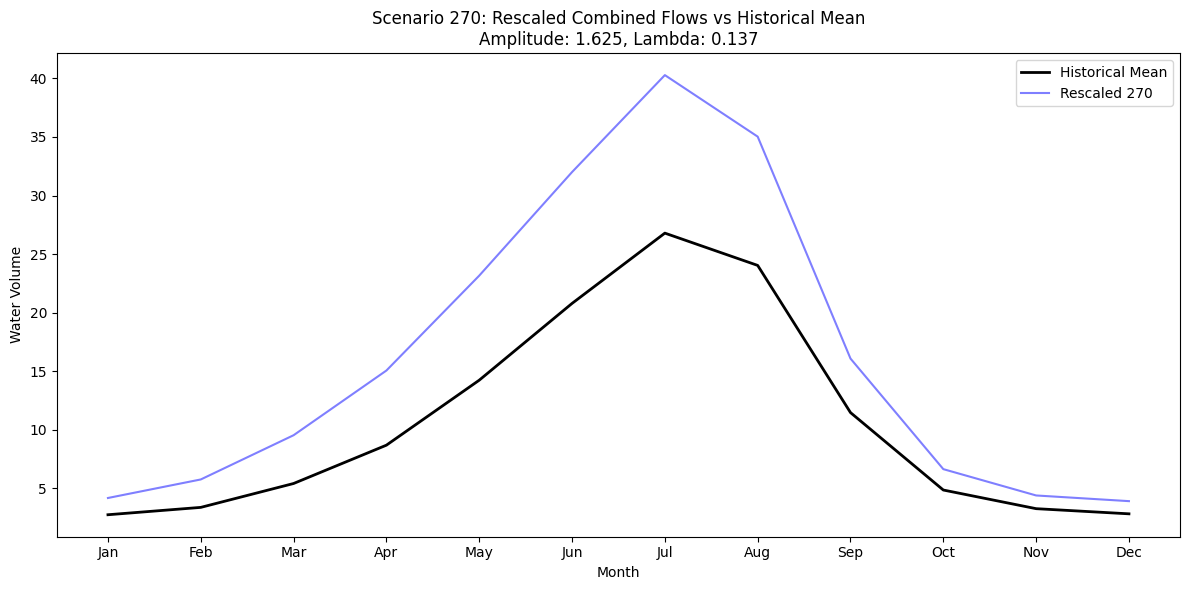 Scenario 270: Rescaled Combined Flows vs Historical Mean
Amplitude: 1.625, Lambda: 0.137
Historical Mean
Rescaled 270
Water Volume
40
35
30
25
20
15
10
5
Jan Feb Mar Apr May Jun Jul Aug Sep Oct Nov Dec
Month